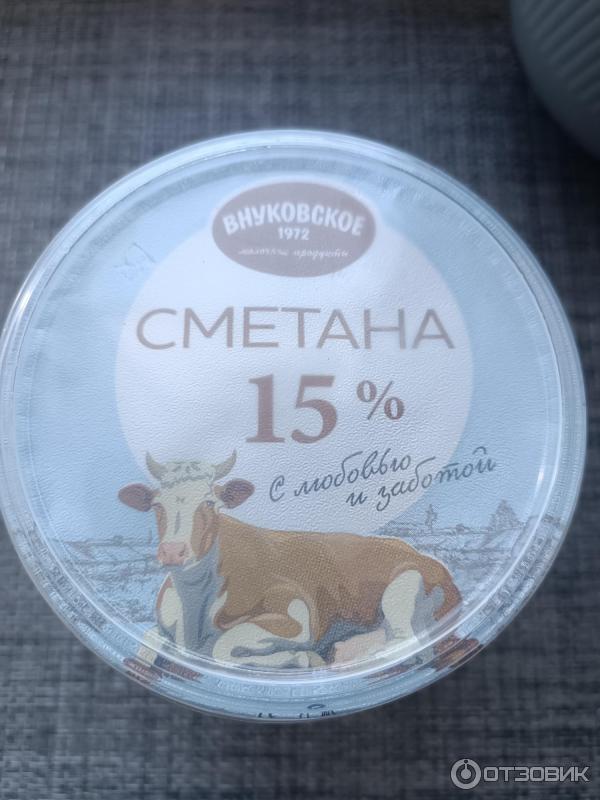 ВНУКОВСКОЕ
1972
молочные продукты
СМЕТАНА
15%
С любовью
и заботой
ОТЗОВИК